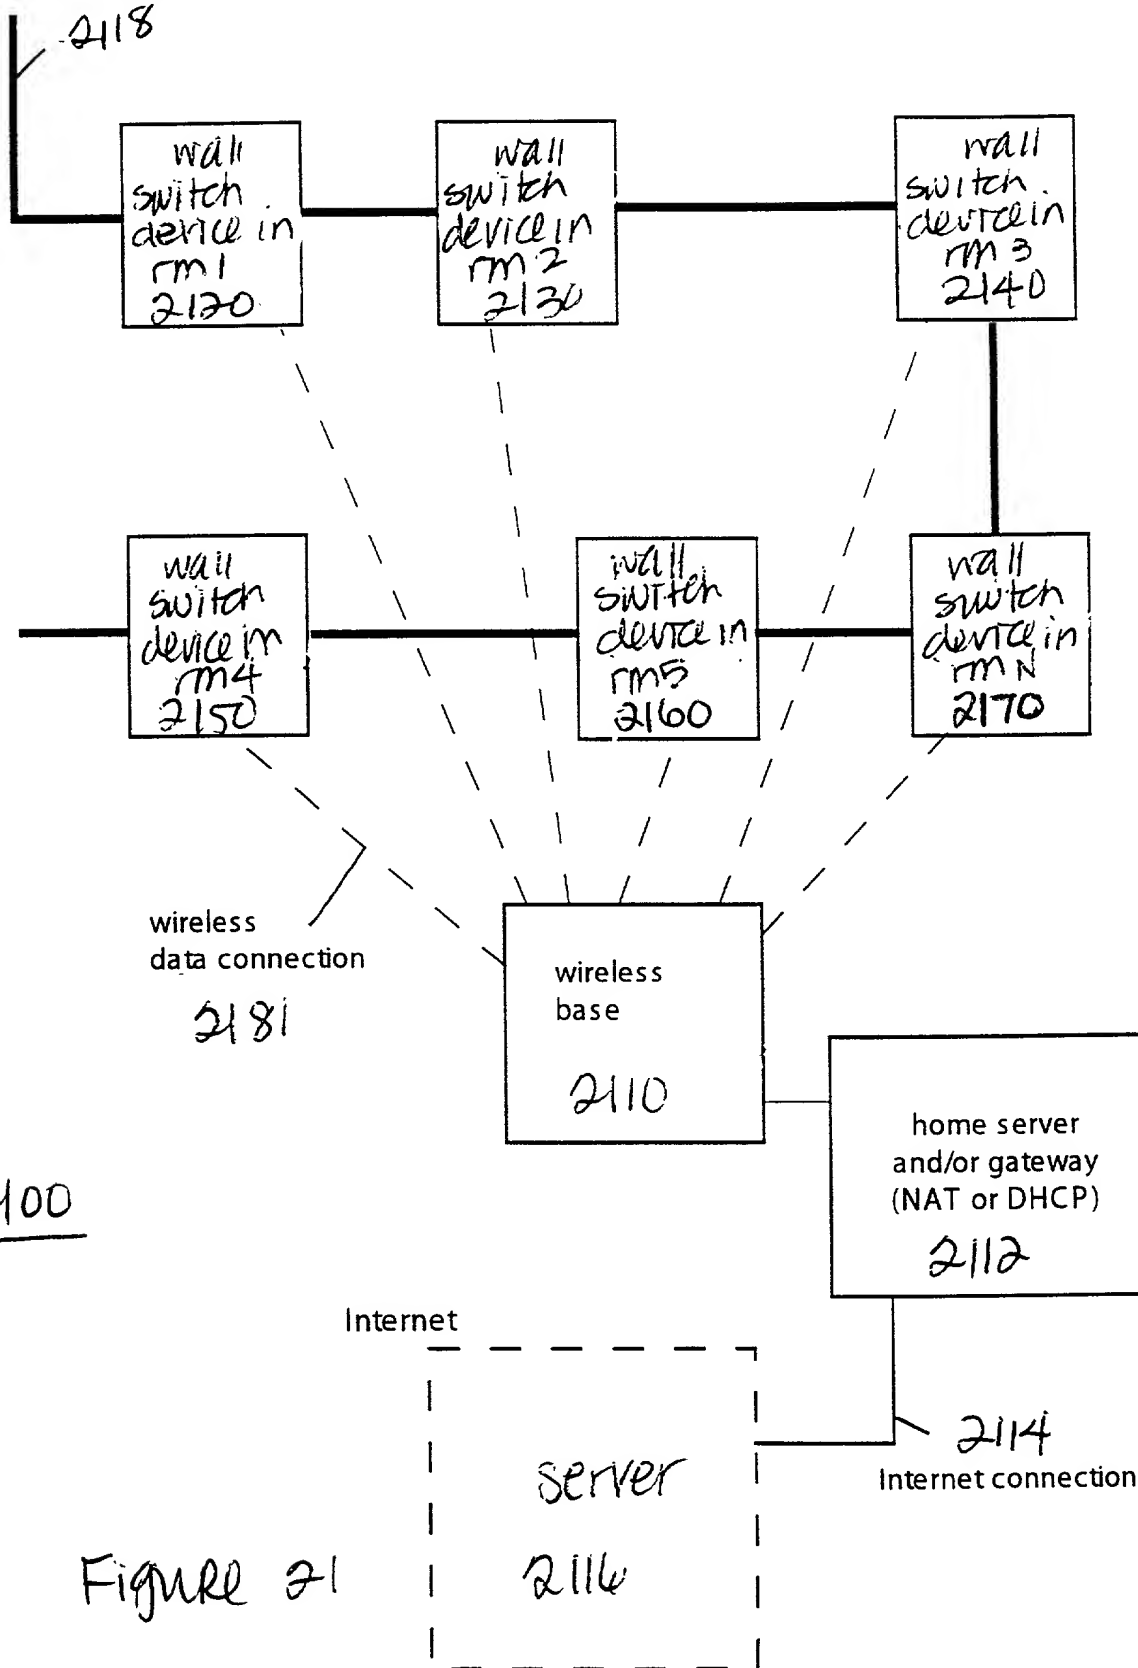 2118
wall
switch
device in
rm 1
2120
wall
switch
device in
rm 2
2130
wall
switch
device in
rm 3
2140
wall
switch
device in
rm 4
2150
wall
switch
device in
rm 5
2160
wall
switch
device in
rm N
2170
wireless
data connection
2181
wireless
base
2110
home server
and/or gateway
(NAT or DHCP)
2112
100
Internet
2114
Internet connection
server
2116
Figure 21